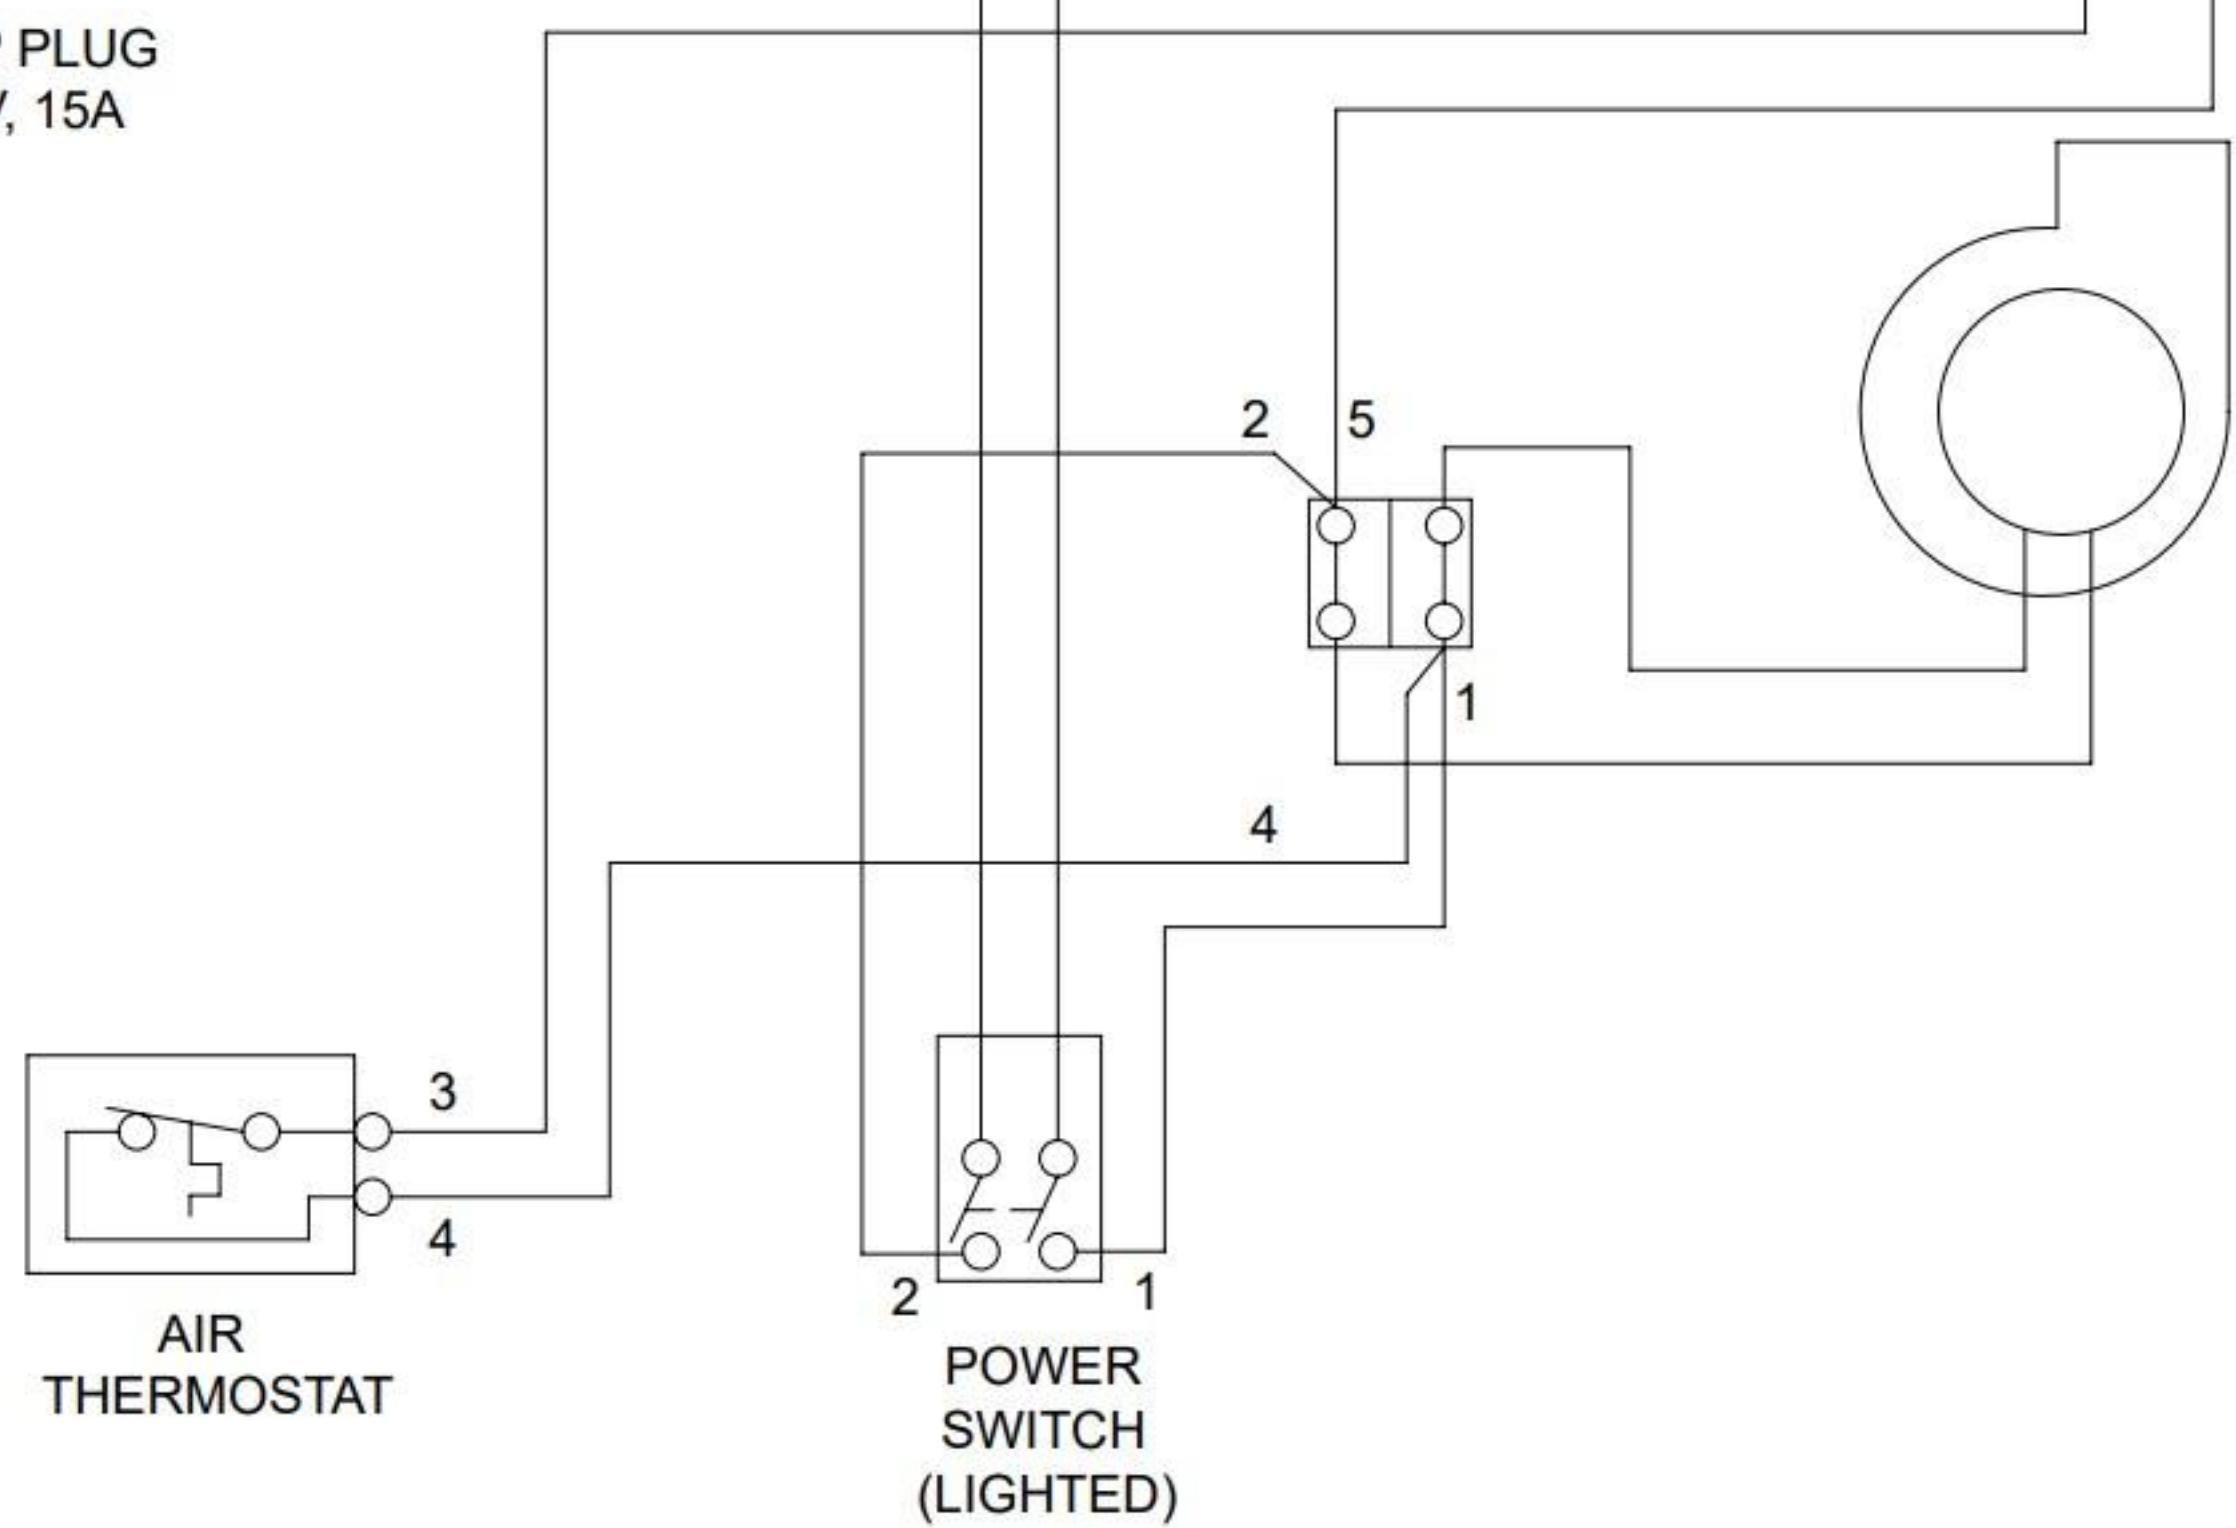 PLUG
, 15A
2
5
1
4
3
4
2
1
AIR
THERMOSTAT
POWER
SWITCH
(LIGHTED)